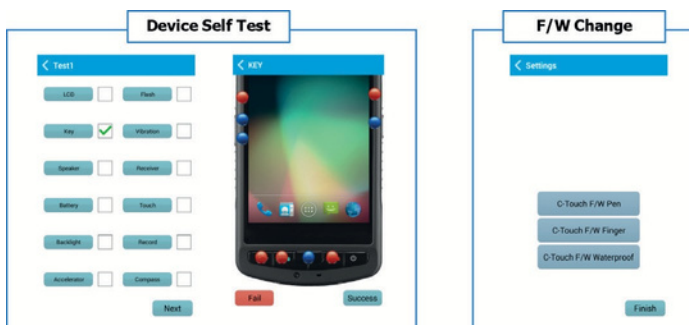 Device Self Test
F/W Change
Test1
KEY
Settings
LCD
Flash
Key
Vibration
Speaker
Receiver
Battery
Touch
Backlight
Record
Accelerator
Compass
Next
Fail
Success
C-Touch F/W Pen
C-Touch F/W Finger
C-Touch F/W Waterproof
Finish